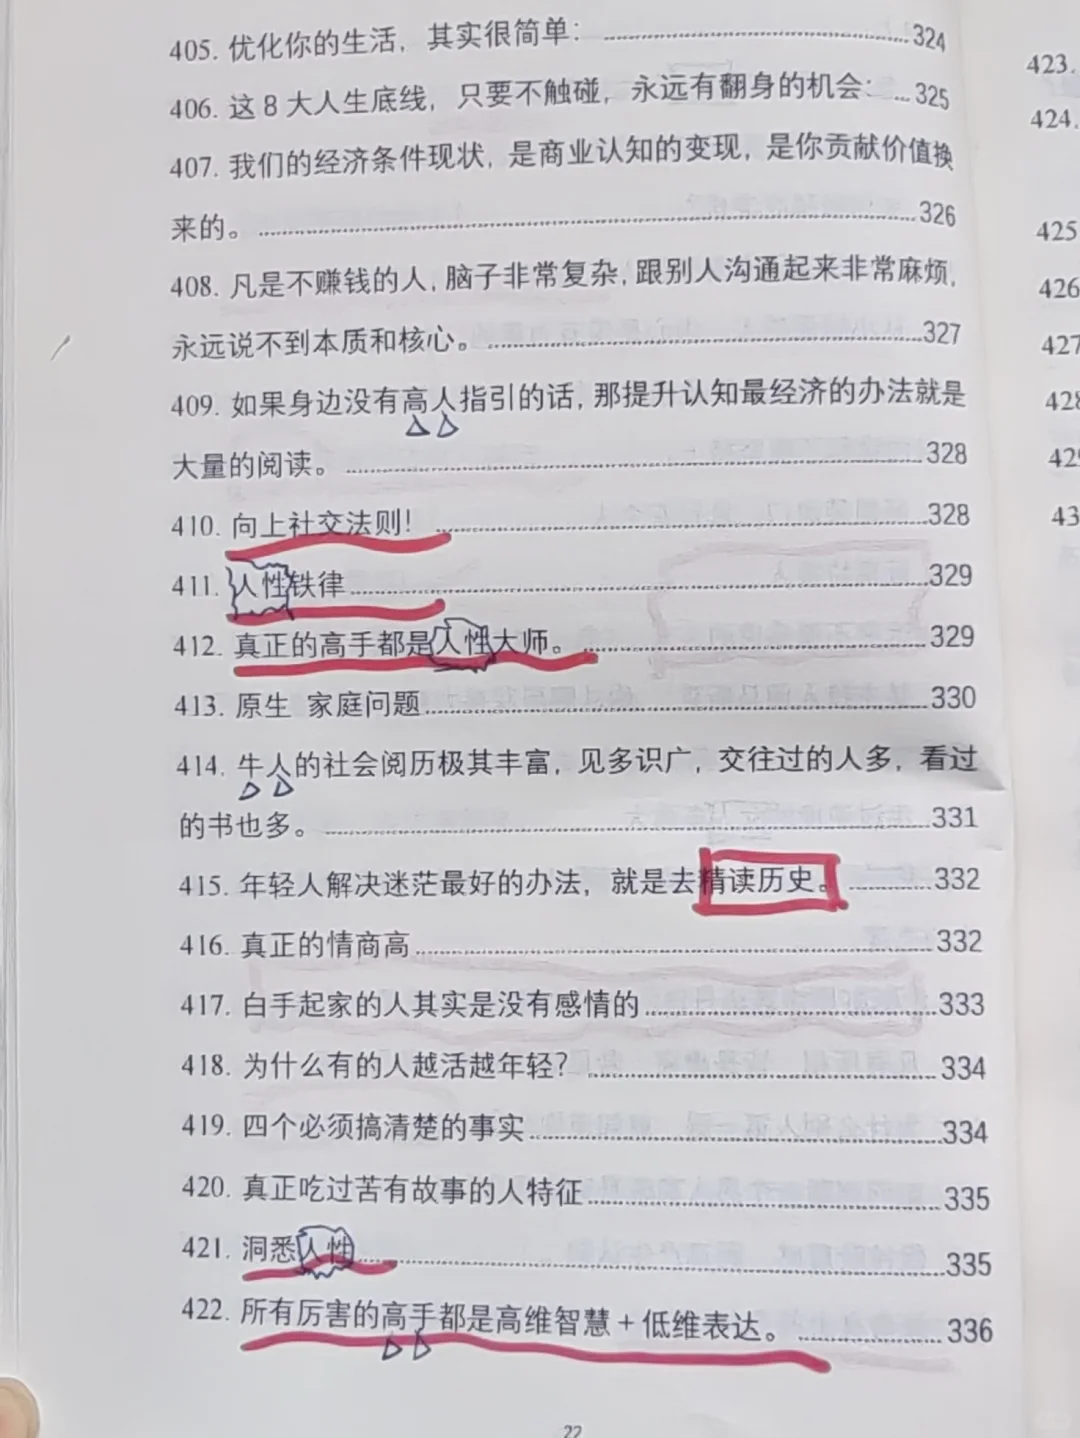 405. 优化你的生活，其实很简单：……324
406. 这 8 大人生底线，只要不触碰，永远有翻身的机会：…325
407. 我们的经济条件现状，是商业认知的变现，是你贡献价值换
来的。……326
408. 凡是不赚钱的人，脑子非常复杂，跟别人沟通起来非常麻烦，
永远说不到本质和核心。……327
409. 如果身边没有高人指引的话，那提升认知最经济的办法就是
大量的阅读。……328
410. 向上社交法则！……328
411. 人性铁律……329
412. 真正的高手都是人性大师。……329
413. 原生 家庭问题……330
414. 牛人的社会阅历极其丰富，见多识广，交往过的人多，看过
的书也多。……331
415. 年轻人解决迷茫最好的办法，就是去精读历史。……332
416. 真正的情商高……332
417. 白手起家的人其实是没有感情的……333
418. 为什么有的人越活越年轻？……334
419. 四个必须搞清楚的事实……334
420. 真正吃过苦有故事的人特征……335
421. 洞悉人性……335
422. 所有厉害的高手都是高维智慧＋低维表达。……336
22
423.
424.
425
426
427
428
429